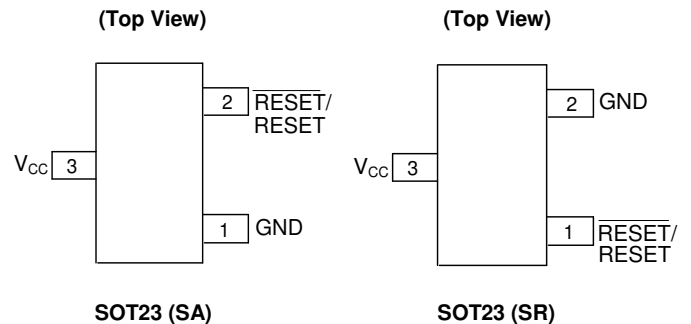 (Top View)
2 RESET/
RESET
VCC 3
1 GND
SOT23 (SA)
(Top View)
2 GND
VCC 3
1 RESET/
RESET
SOT23 (SR)